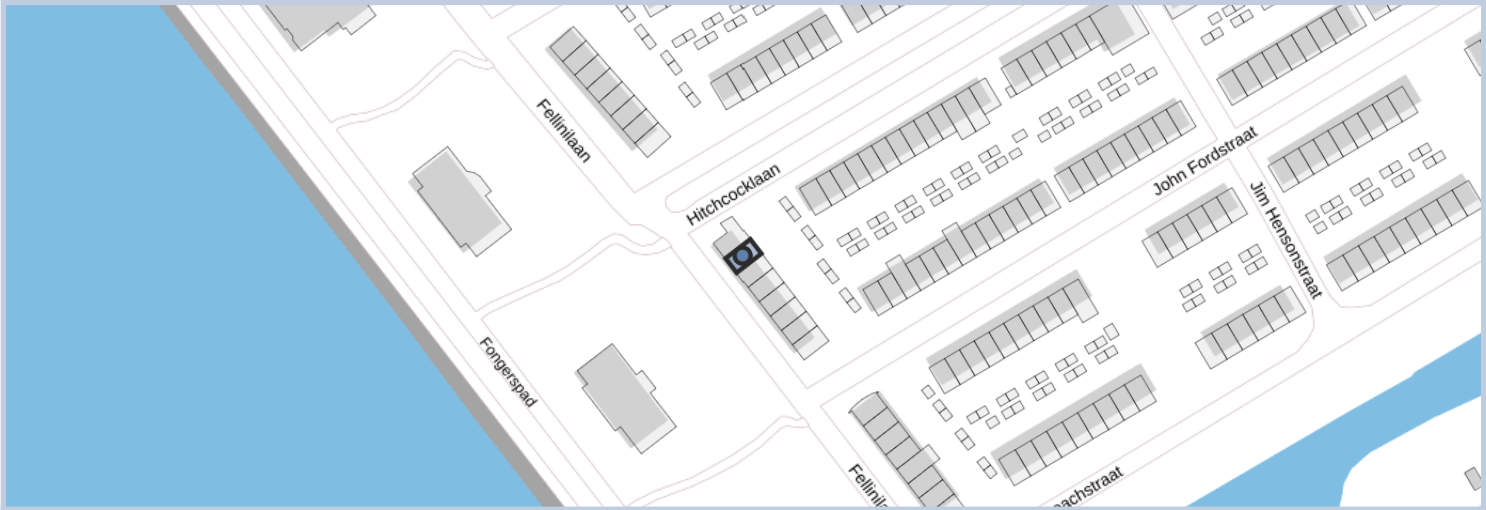 Fellinilaan
Hitchcocklaan
John Fordstraat
Jim Hensonstraat
Fongerspad